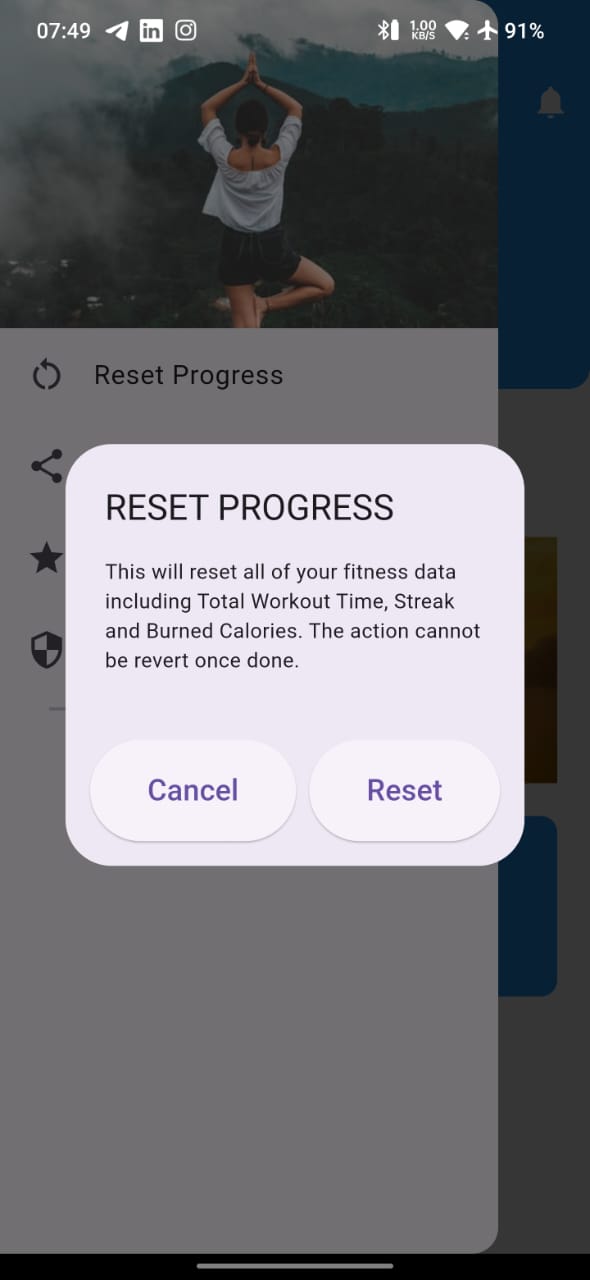 07:49 1.00 KB/S 91%
Reset Progress
RESET PROGRESS
This will reset all of your fitness data
including Total Workout Time, Streak
and Burned Calories. The action cannot
be revert once done.
Cancel Reset